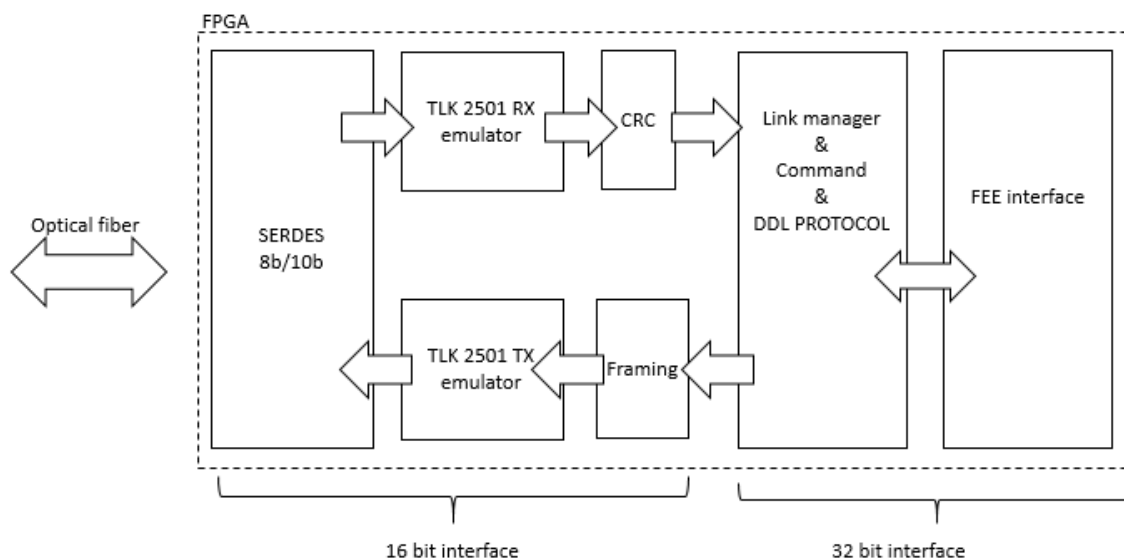 FPGA
TLK 2501 RX
emulator
CRC
Link manager
&
Command
&
DDL PROTOCOL
FEE interface
Optical fiber
SERDES
8b/10b
TLK 2501 TX
emulator
Framing
16 bit interface
32 bit interface